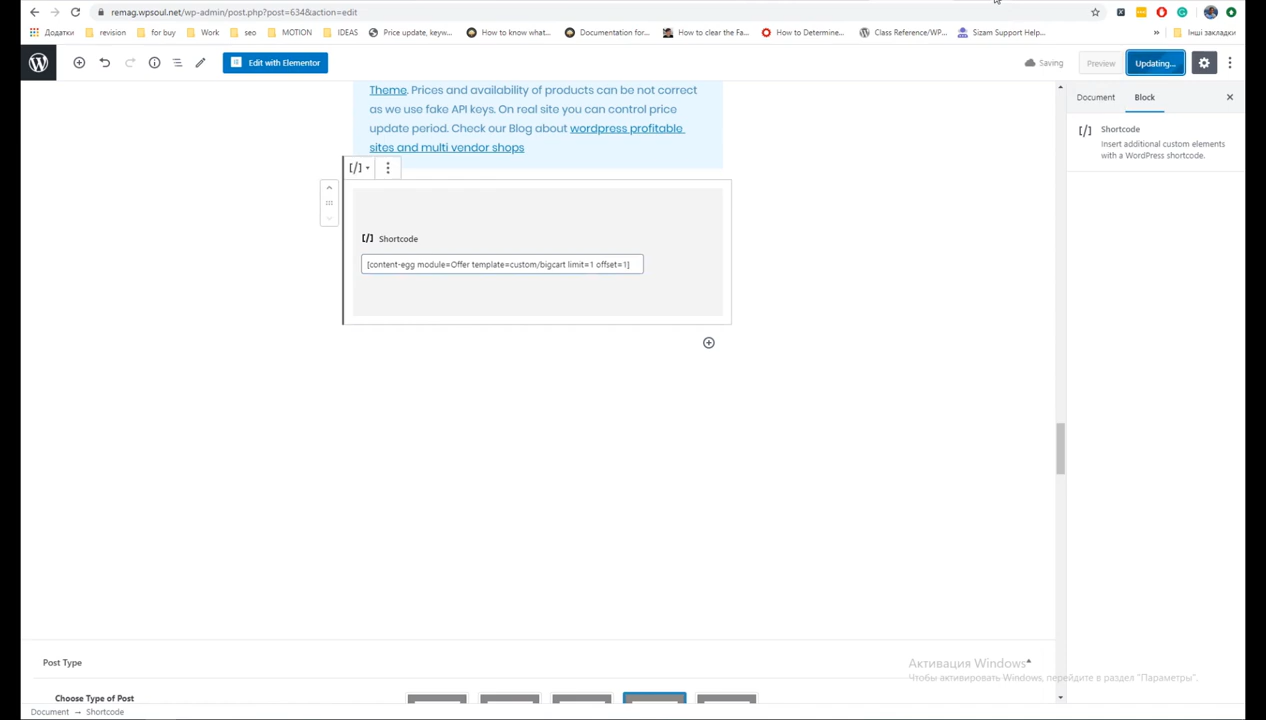 remag.wpsoul.net/wp-admin/post.php?post=634&action=edit
Додатки
revision
for buy
Work
seo
MOTION
IDEAS
Price update, keyw...
How to know what...
Documentation for...
How to clear the Fa...
How to Determine...
Class Reference/WP...
Sizam Support Help...
»
Інші закладки
Edit with Elementor
Saving
Preview
Updating...
Theme. Prices and availability of products can be not correct
as we use fake API keys. On real site you can control price
update period. Check our Blog about wordpress profitable
sites and multi vendor shops
Document
Block
[/]
Shortcode
Insert additional custom elements
with a WordPress shortcode.
[/]
[/] Shortcode
[content-egg module=Offer template=custom/bigcart limit=1 offset=1]
Post Type
Choose Type of Post
Активация Windows
Чтобы активировать Windows, перейдите в раздел "Параметры".
Document → Shortcode